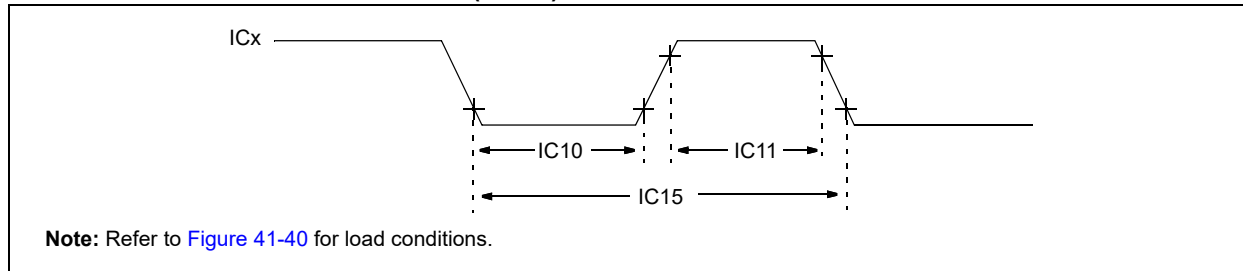 ICx
IC10
IC11
IC15
Note: Refer to Figure 41-40 for load conditions.